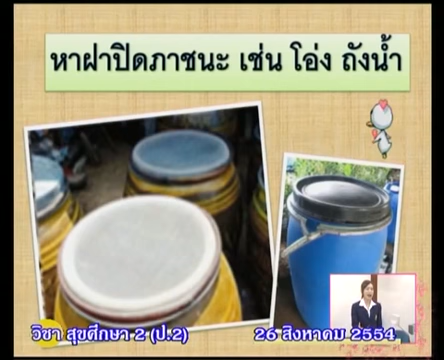 หาฝาปิดภาชนะ เช่น โอ่ง ถังน้ำ
วิชา สุขศึกษา 2 (ป.2) 26 สิงหาคม 2554